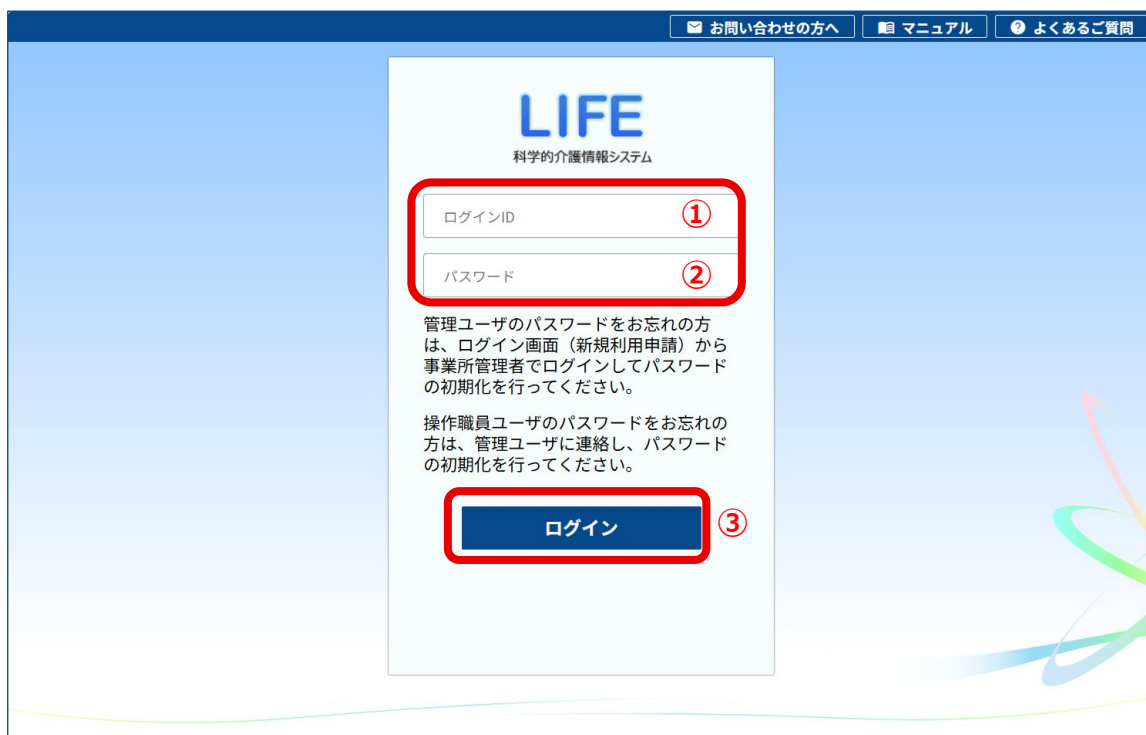 お問い合わせの方へ
マニュアル
よくあるご質問
LIFE
科学的介護情報システム
ログインID ①
パスワード ②
管理ユーザのパスワードをお忘れの方
は、ログイン画面（新規利用申請）から
事業所管理者でログインしてパスワード
の初期化を行ってください。
操作職員ユーザのパスワードをお忘れの
方は、管理ユーザに連絡し、パスワード
の初期化を行ってください。
ログイン ③